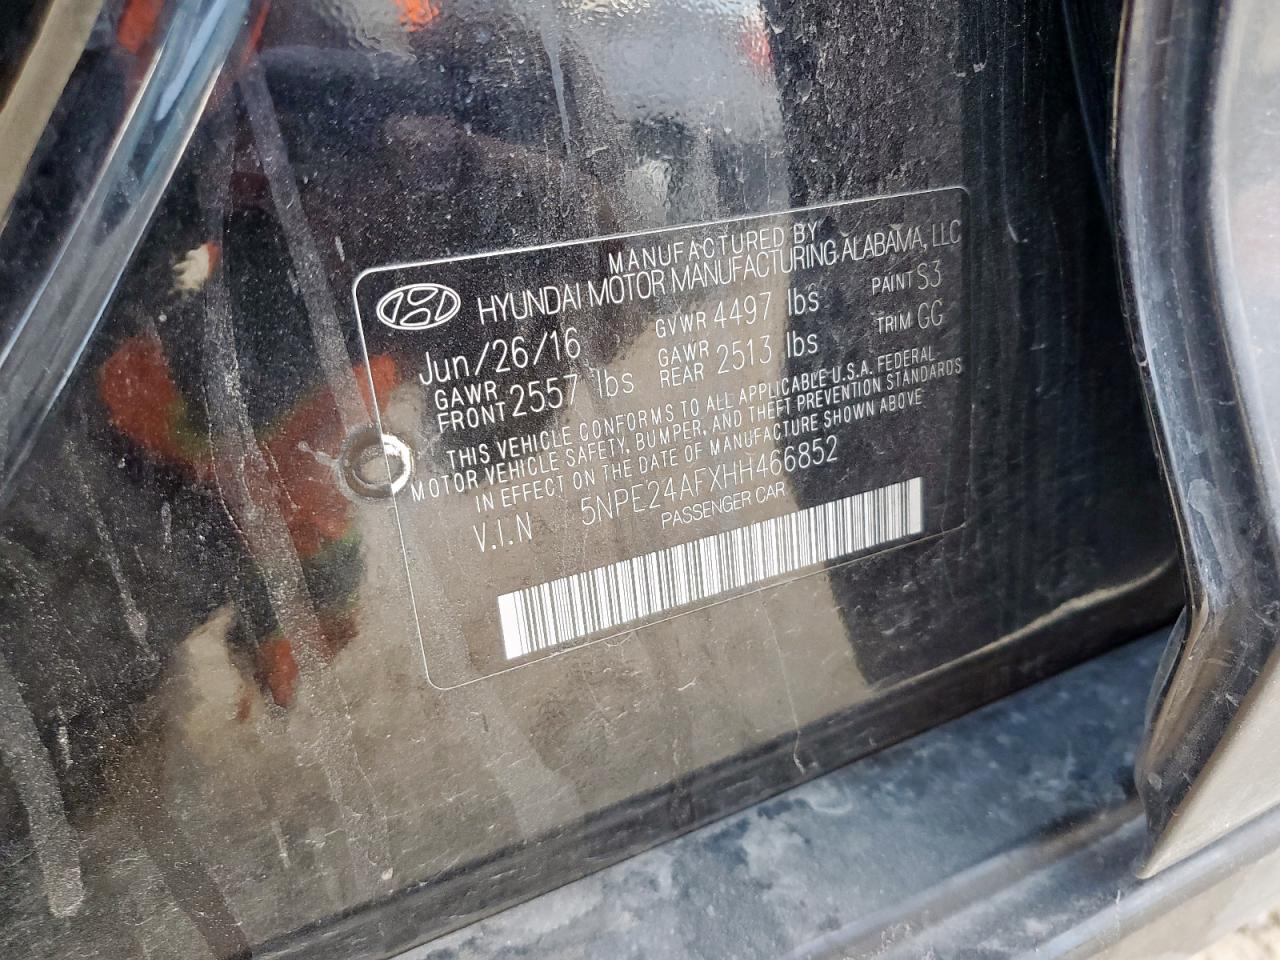 MANUFACTURED BY
HYUNDAI MOTOR MANUFACTURING ALABAMA, LLC
Jun/26/16 GVWR 4497 lbs PAINT S3
GAWR FRONT 2557 lbs GAWR REAR 2513 lbs TRIM GG
THIS VEHICLE CONFORMS TO ALL APPLICABLE U.S.A. FEDERAL
MOTOR VEHICLE SAFETY, BUMPER, AND THEFT PREVENTION STANDARDS
IN EFFECT ON THE DATE OF MANUFACTURE SHOWN ABOVE
V.I.N 5NPE24AFXHH466852
PASSENGER CAR